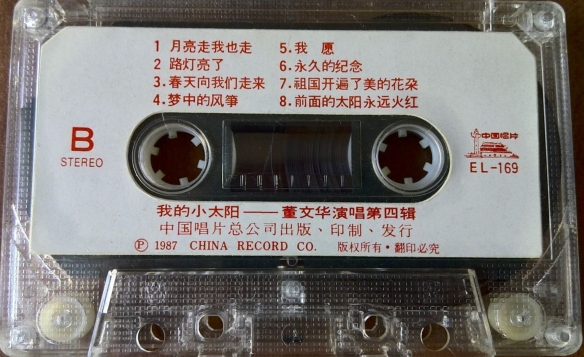 1 月亮走我也走
2 路灯亮了
3.春天向我们走来
4.梦中的风筝
5.我 愿
6.永久的纪念
7.祖国开遍了美的花朵
8.前面的太阳永远火红
B
STEREO
中国唱片
EL-169
我的小太阳——董文华演唱第四辑
中国唱片总公司出版、印制、发行
Ⓟ 1987 CHINA RECORD CO. 版权所有·翻印必究